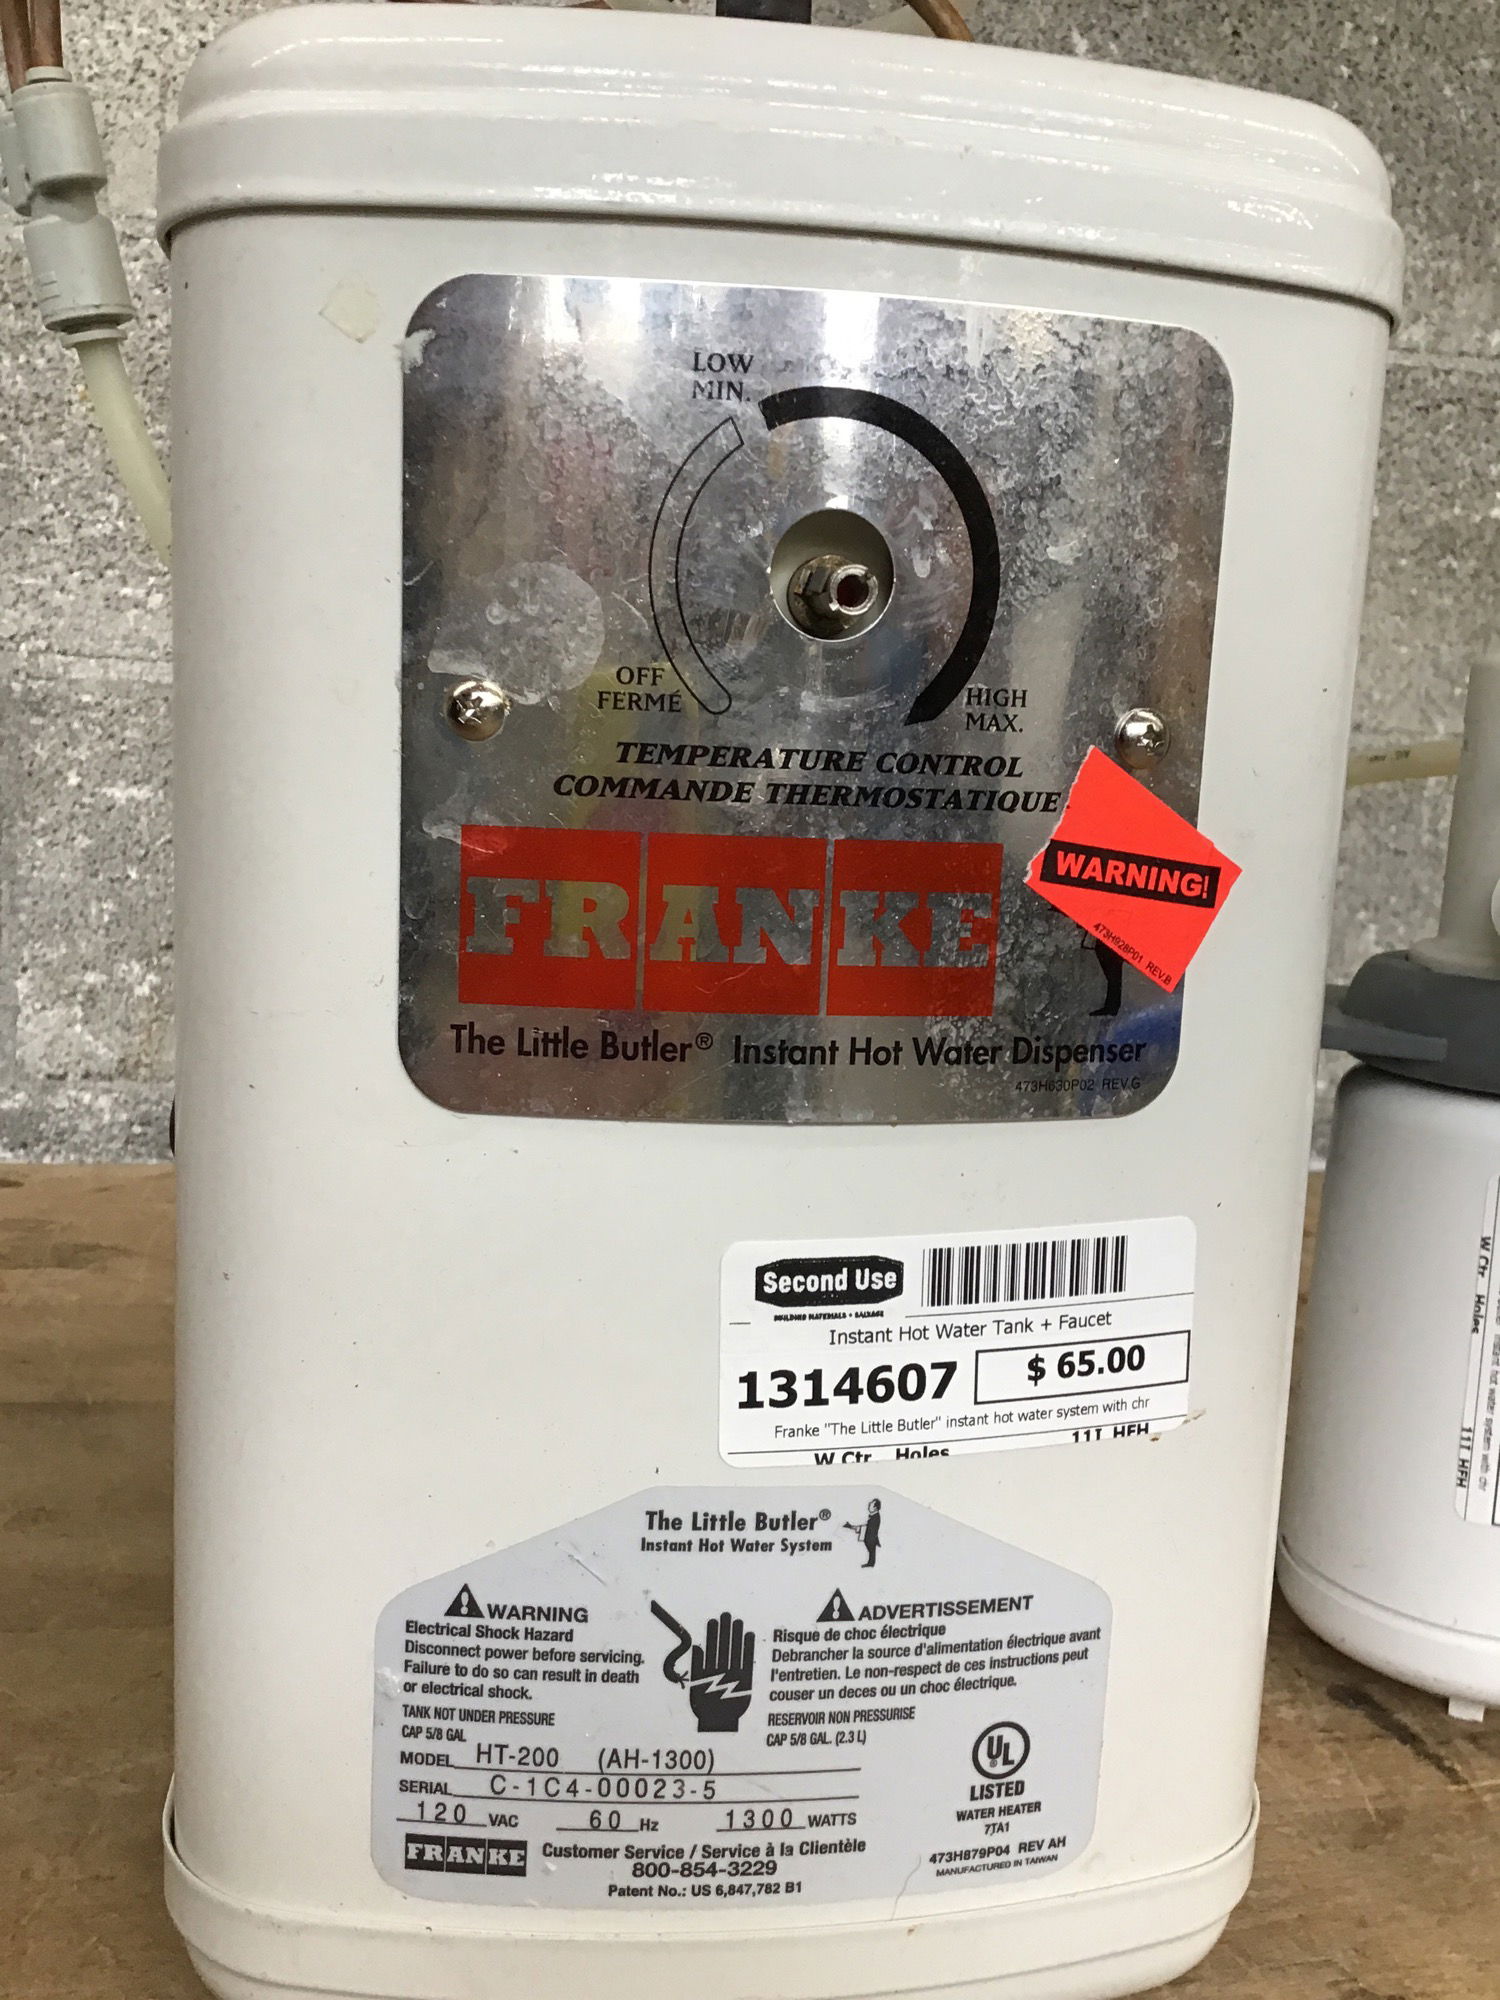 LOW
MIN.
OFF
FERMÉ
HIGH
MAX.
TEMPERATURE CONTROL
COMMANDE THERMOSTATIQUE
WARNING!
473H928P01 REV.B
FRANKE
The Little Butler® Instant Hot Water Dispenser
473H630P02 REV.G
Second Use
BUILDING MATERIALS + SALVAGE
Instant Hot Water Tank + Faucet
1314607
$ 65.00
Franke "The Little Butler" instant hot water system with chr
W Ctr Holes 111 HFH
The Little Butler®
Instant Hot Water System
WARNING
Electrical Shock Hazard
Disconnect power before servicing.
Failure to do so can result in death
or electrical shock.
TANK NOT UNDER PRESSURE
CAP 5/8 GAL
ADVERTISSEMENT
Risque de choc électrique
Debrancher la source d'alimentation électrique avant
l'entretien. Le non-respect de ces instructions peut
couser un deces ou un choc électrique.
RESERVOIR NON PRESSURISE
CAP 5/8 GAL. (2.3 L)
MODEL HT-200 (AH-1300)
SERIAL C-1C4-00023-5
120 VAC 60 Hz 1300 WATTS
FRANKE
Customer Service / Service à la Clientèle
800-854-3229
Patent No.: US 6,847,782 B1
UL
LISTED
WATER HEATER
7JA1
473H879P04 REV AH
MANUFACTURED IN TAIWAN
W Ctr Holes
111 HFH